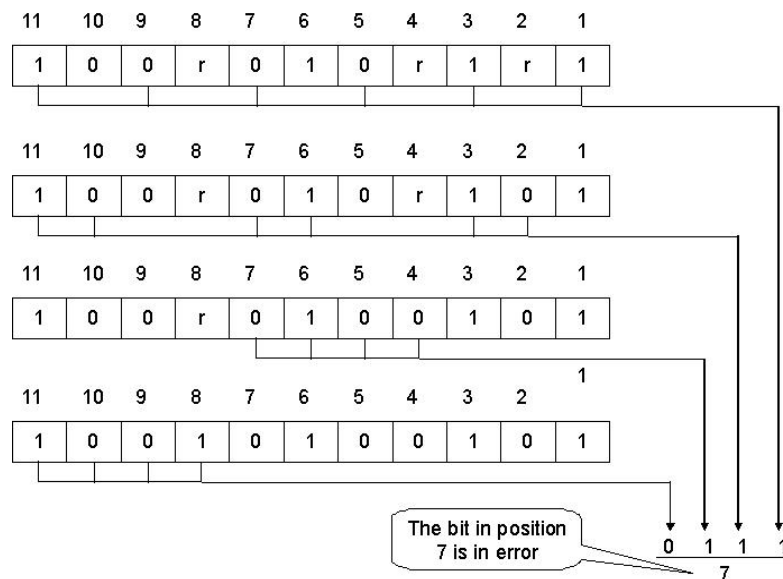 11 10 9 8 7 6 5 4 3 2 1
1 0 0 r 0 1 0 r 1 r 1
11 10 9 8 7 6 5 4 3 2 1
1 0 0 r 0 1 0 r 1 0 1
11 10 9 8 7 6 5 4 3 2 1
1 0 0 r 0 1 0 0 1 0 1
11 10 9 8 7 6 5 4 3 2 1
1 0 0 1 0 1 0 0 1 0 1
The bit in position
7 is in error
0 1 1 1
7